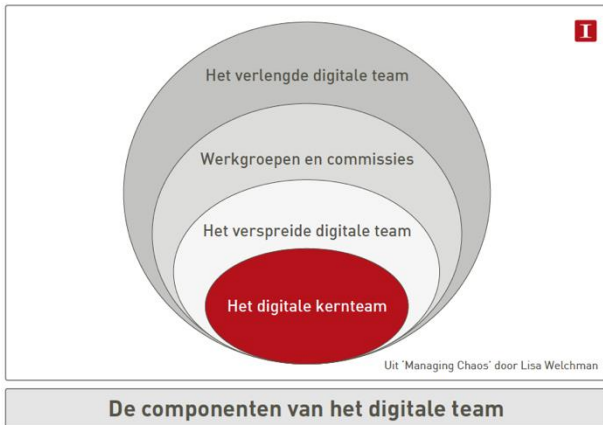 I
Het verlengde digitale team
Werkgroepen en commissies
Het verspreide digitale team
Het digitale kernteam
Uit 'Managing Chaos' door Lisa Welchman
De componenten van het digitale team